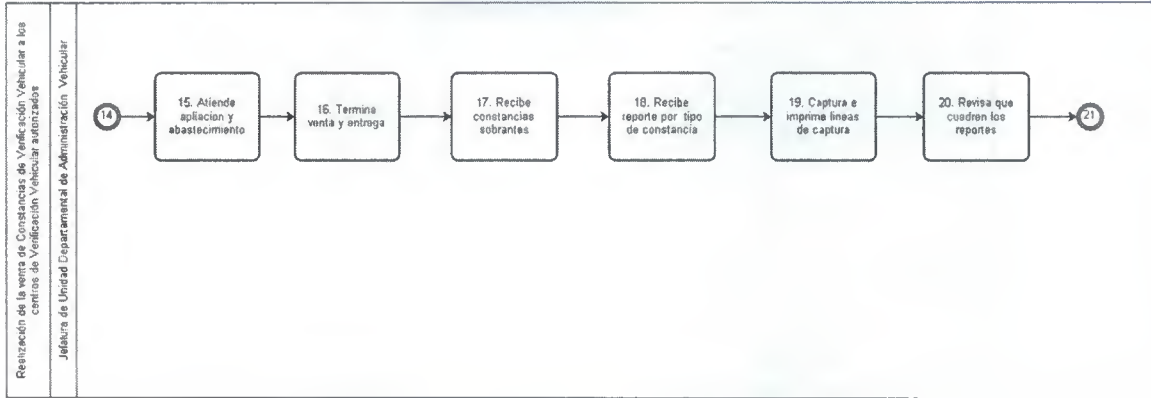 Realización de la venta de Constancias de Verificación Vehicular a los
centros de Verificación Vehicular autorizados
Jefatura de Unidad Departamental de Administración Vehicular
14
15. Atiende
apliacion y
abastecimiento
16. Termina
venta y entrega
17. Recibe
constancias
sobrantes
18. Recibe
reporte por tipo
de constancia
19. Captura e
imprime lineas
de captura
20. Revisa que
cuadren los
reportes
21